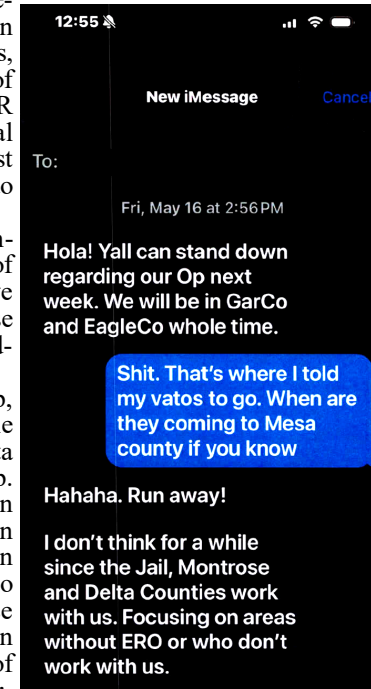 12:55
New iMessage
Cancel
To:
Fri, May 16 at 2:56 PM
Hola! Yall can stand down
regarding our Op next
week. We will be in GarCo
and EagleCo whole time.
Shit. That's where I told
my vatos to go. When are
they coming to Mesa
county if you know
Hahaha. Run away!
I don't think for a while
since the Jail, Montrose
and Delta Counties work
with us. Focusing on areas
without ERO or who don't
work with us.